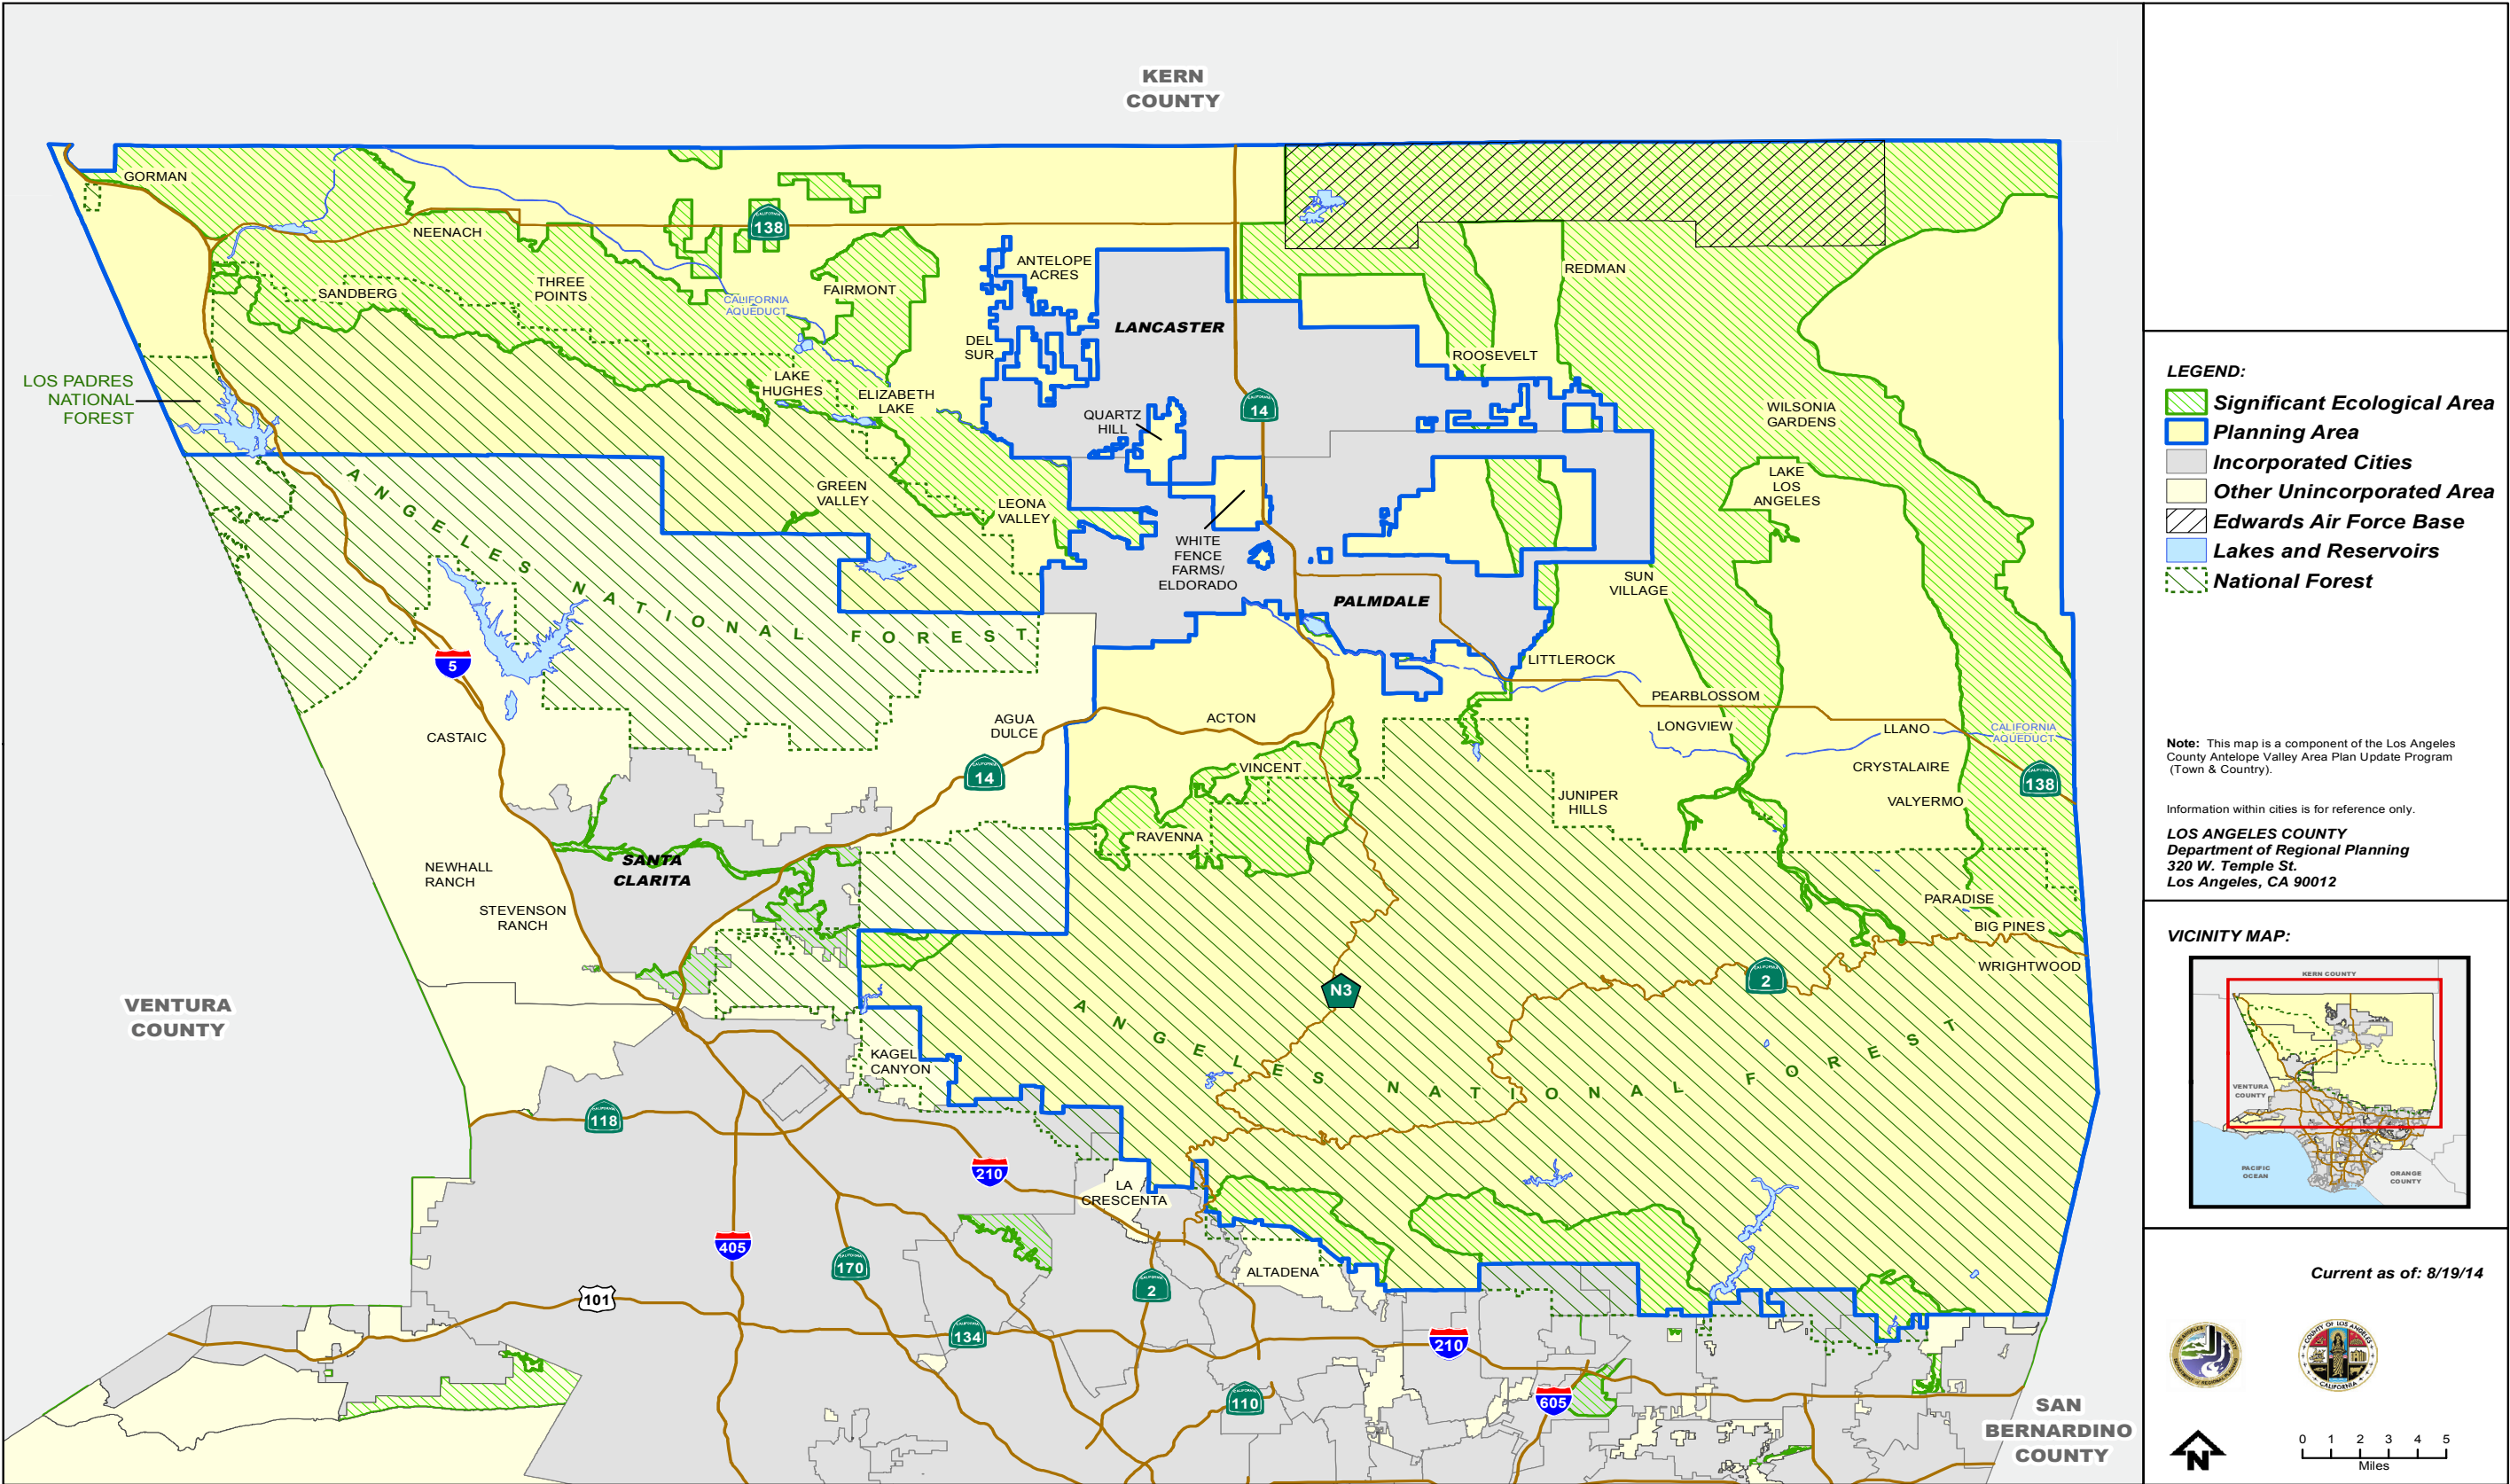 KERN
COUNTY
GORMAN
138
NEENACH
ANTELOPE
ACRES
REDMAN
THREE
POINTS
SANDBERG
FAIRMONT
CALIFORNIA
AQUEDUCT
LANCASTER
DEL
SUR
ROOSEVELT
LOS PADRES
NATIONAL
FOREST
LAKE
HUGHES
ELIZABETH
LAKE
QUARTZ
HILL
14
WILSONIA
GARDENS
LAKE
LOS
ANGELES
GREEN
VALLEY
LEONA
VALLEY
WHITE
FENCE
FARMS/
ELDORADO
SUN
VILLAGE
PALMDALE
ANGELES NATIONAL FOREST
5
LITTLEROCK
PEARBLOSSOM
LONGVIEW
LLANO
CALIFORNIA
AQUEDUCT
AGUA
DULCE
ACTON
CASTAIC
14
VINCENT
CRYSTALAIRE
138
JUNIPER
HILLS
VALYERMO
RAVENNA
SANTA
CLARITA
NEWHALL
RANCH
STEVENSON
RANCH
PARADISE
BIG PINES
WRIGHTWOOD
2
N3
VENTURA
COUNTY
ANGELES NATIONAL FOREST
KAGEL
CANYON
118
210
LA
CRESCENTA
405
170
2
ALTADENA
101
134
210
110
605
SAN
BERNARDINO
COUNTY
LEGEND:
Significant Ecological Area
Planning Area
Incorporated Cities
Other Unincorporated Area
Edwards Air Force Base
Lakes and Reservoirs
National Forest
Note: This map is a component of the Los Angeles
County Antelope Valley Area Plan Update Program
(Town & Country).
Information within cities is for reference only.
LOS ANGELES COUNTY
Department of Regional Planning
320 W. Temple St.
Los Angeles, CA 90012
VICINITY MAP:
KERN COUNTY
VENTURA
COUNTY
PACIFIC
OCEAN
ORANGE
COUNTY
Current as of: 8/19/14
COUNTY OF LOS ANGELES
CALIFORNIA
N
0 1 2 3 4 5
Miles